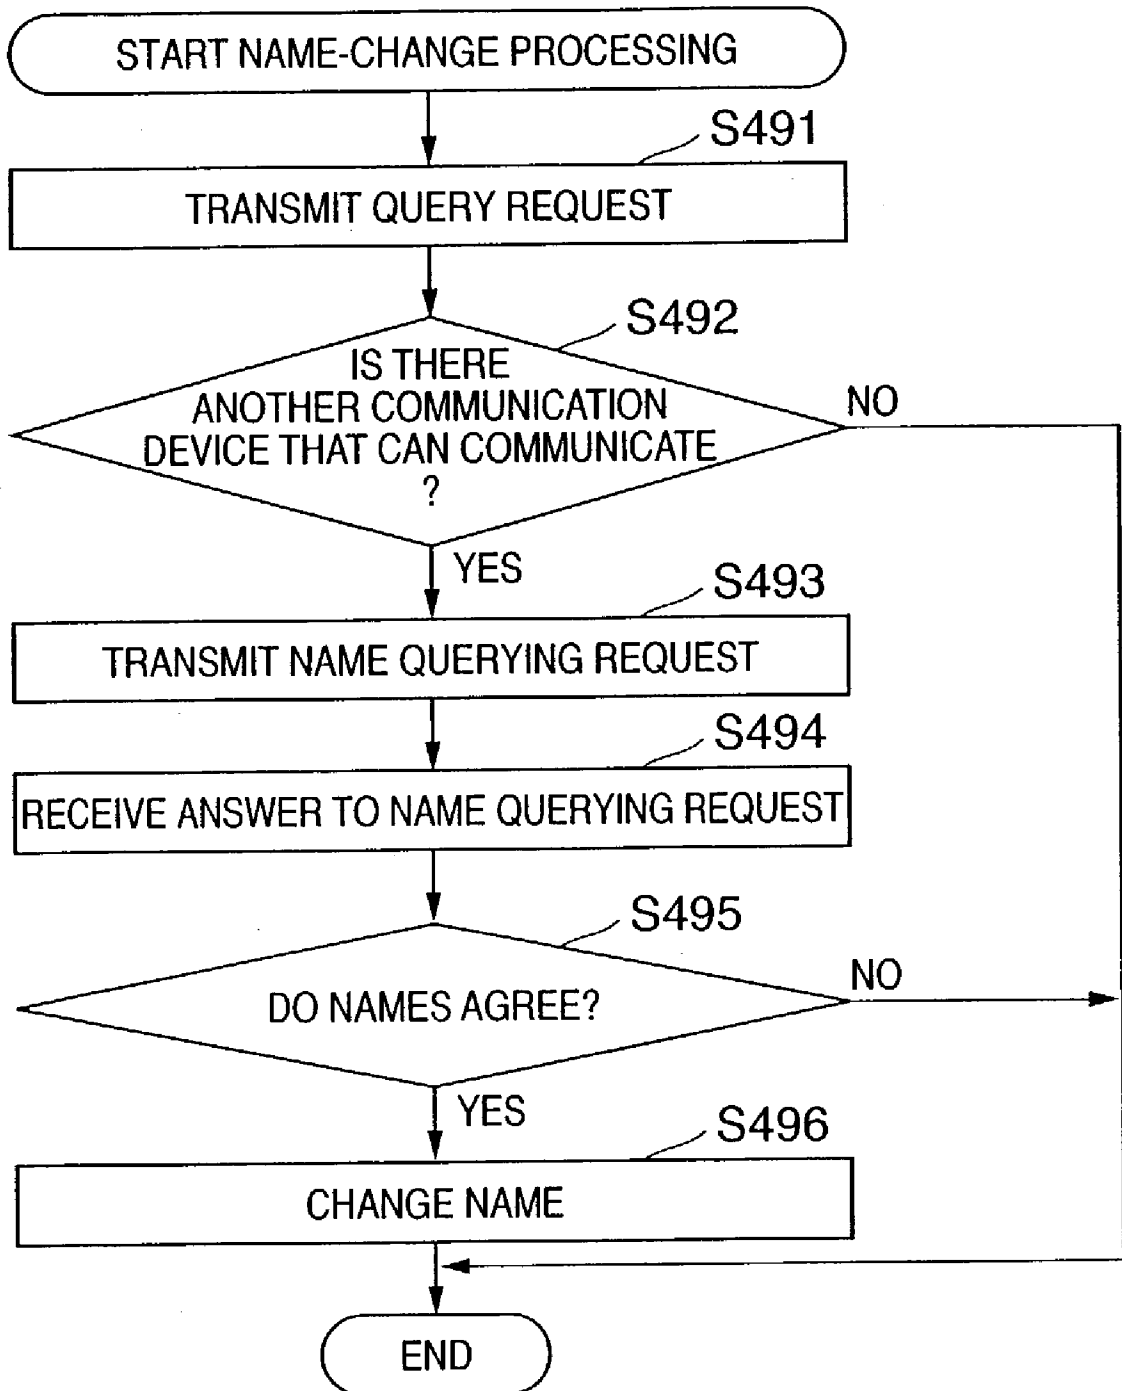 START NAME-CHANGE PROCESSING
S491
TRANSMIT QUERY REQUEST
S492
IS THERE
ANOTHER COMMUNICATION
DEVICE THAT CAN COMMUNICATE
?
NO
YES
S493
TRANSMIT NAME QUERYING REQUEST
S494
RECEIVE ANSWER TO NAME QUERYING REQUEST
S495
DO NAMES AGREE?
NO
YES
S496
CHANGE NAME
END